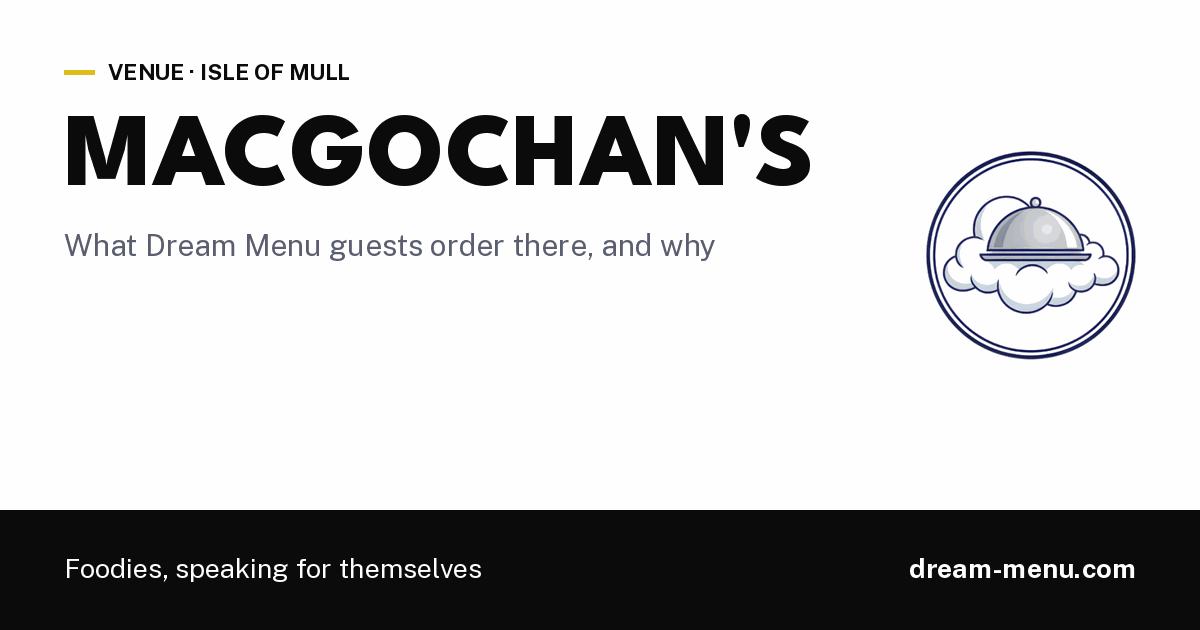 VENUE · ISLE OF MULL
MACGOCHAN'S
What Dream Menu guests order there, and why
Foodies, speaking for themselves
dream-menu.com